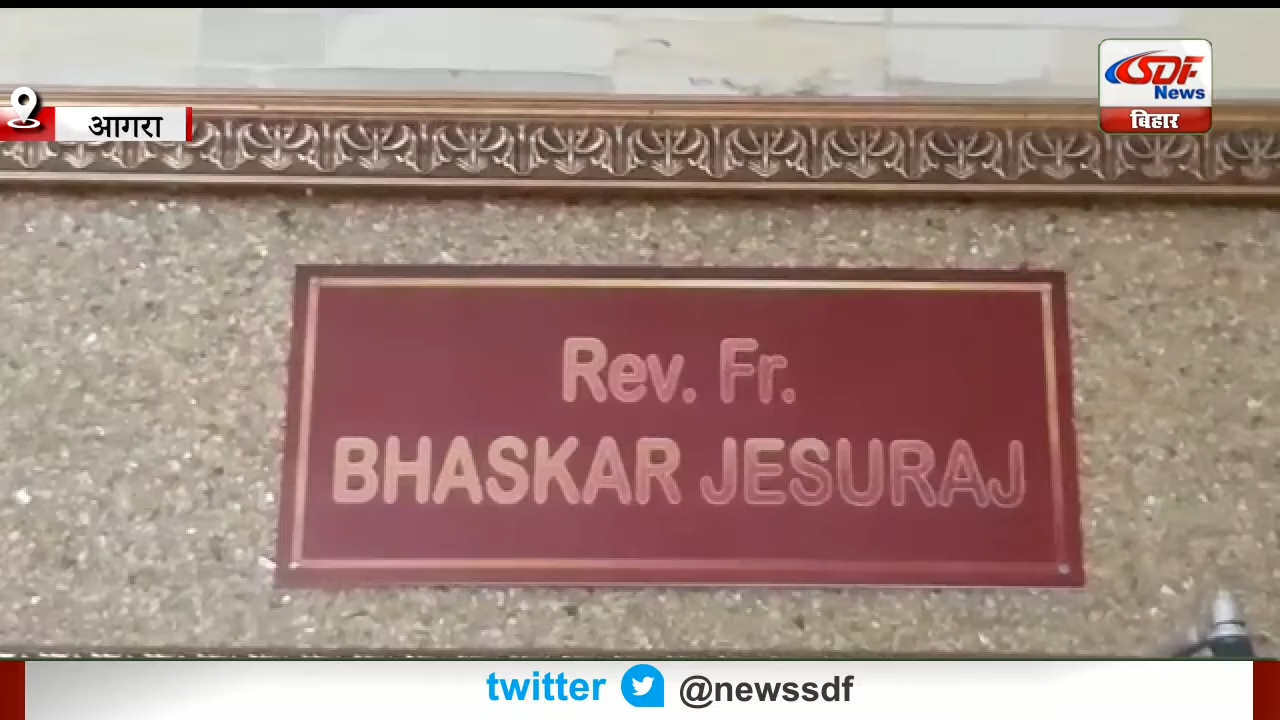 SDF
News
बिहार
आगरा
Rev. Fr.
BHASKAR JESURAJ
twitter @newssdf